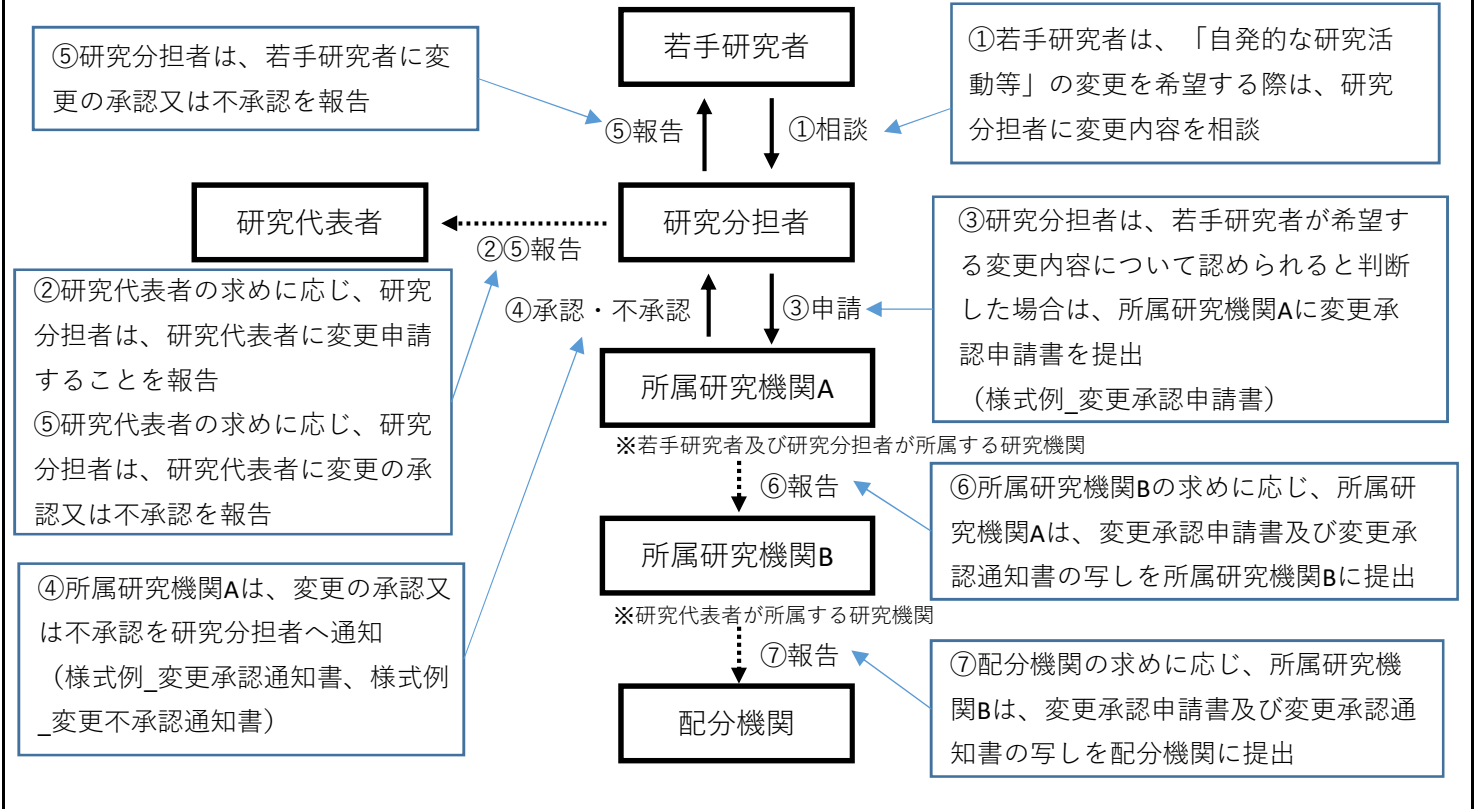 若手研究者
⑤研究分担者は、若手研究者に変
更の承認又は不承認を報告
①若手研究者は、「自発的な研究活
動等」の変更を希望する際は、研究
分担者に変更内容を相談
⑤報告
①相談
研究代表者
研究分担者
②⑤報告
③研究分担者は、若手研究者が希望す
る変更内容について認められると判断
した場合は、所属研究機関Aに変更承
認申請書を提出
（様式例_変更承認申請書）
②研究代表者の求めに応じ、研究
分担者は、研究代表者に変更申請
することを報告
⑤研究代表者の求めに応じ、研究
分担者は、研究代表者に変更の承
認又は不承認を報告
④承認・不承認
③申請
所属研究機関A
※若手研究者及び研究分担者が所属する研究機関
⑥報告
⑥所属研究機関Bの求めに応じ、所属研
究機関Aは、変更承認申請書及び変更承
認通知書の写しを所属研究機関Bに提出
所属研究機関B
※研究代表者が所属する研究機関
④所属研究機関Aは、変更の承認又
は不承認を研究分担者へ通知
（様式例_変更承認通知書、様式例
_変更不承認通知書）
⑦報告
⑦配分機関の求めに応じ、所属研究機
関Bは、変更承認申請書及び変更承認通
知書の写しを配分機関に提出
配分機関